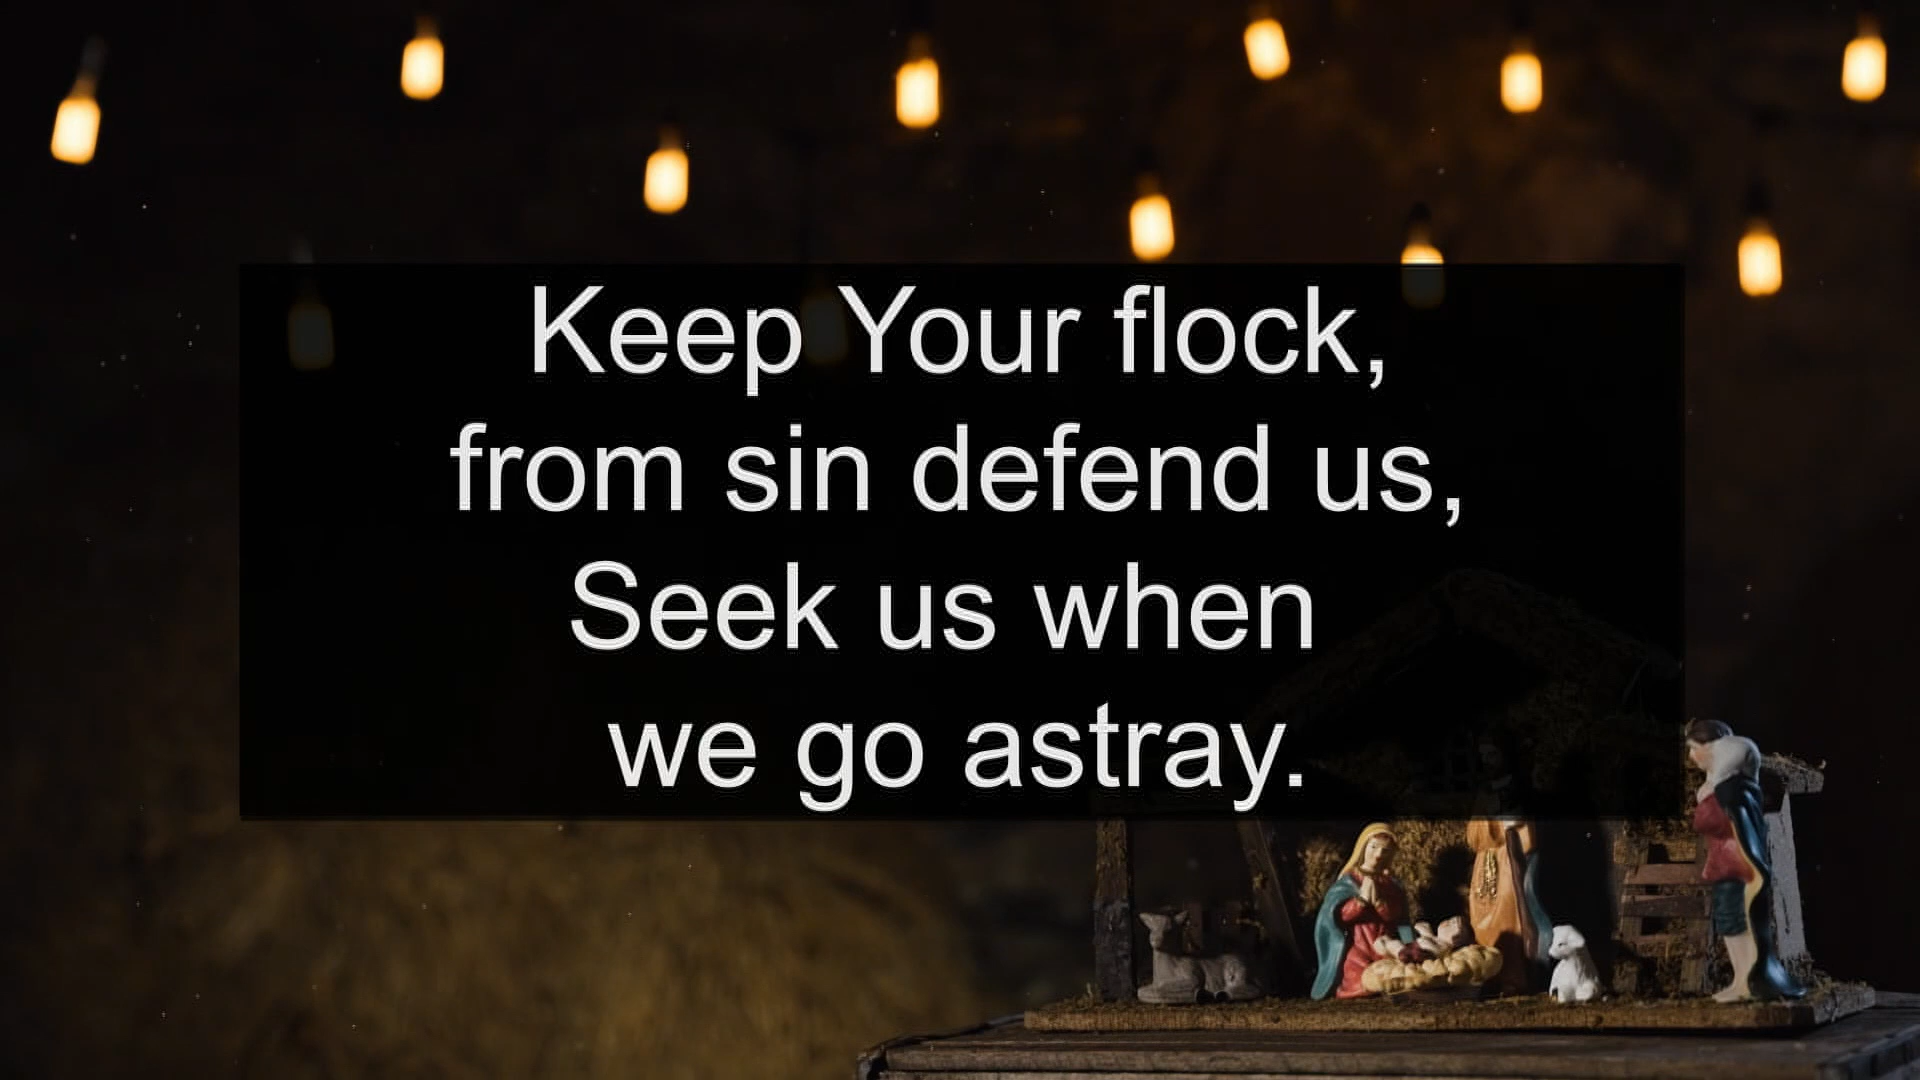 Keep Your flock,
from sin defend us,
Seek us when
we go astray.